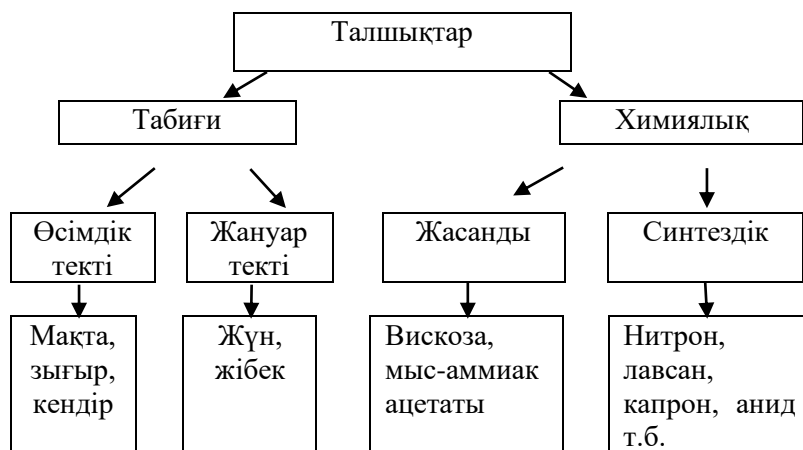 Талшықтар
Табиғи
Химиялық
Өсімдік
текті
Жануар
текті
Жасанды
Синтездік
Мақта,
зығыр,
кендір
Жүн,
жібек
Вискоза,
мыс-аммиак
ацетаты
Нитрон,
лавсан,
капрон, анид
т.б.